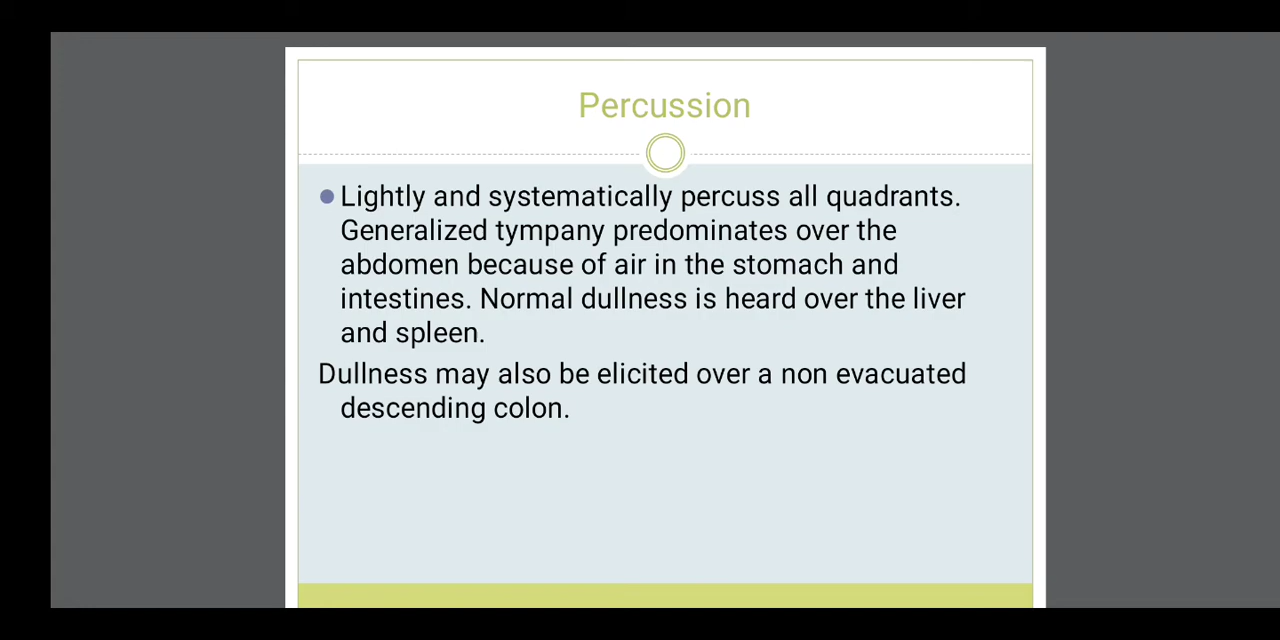 Percussion
Lightly and systematically percuss all quadrants.
Generalized tympany predominates over the
abdomen because of air in the stomach and
intestines. Normal dullness is heard over the liver
and spleen.
Dullness may also be elicited over a non evacuated
descending colon.